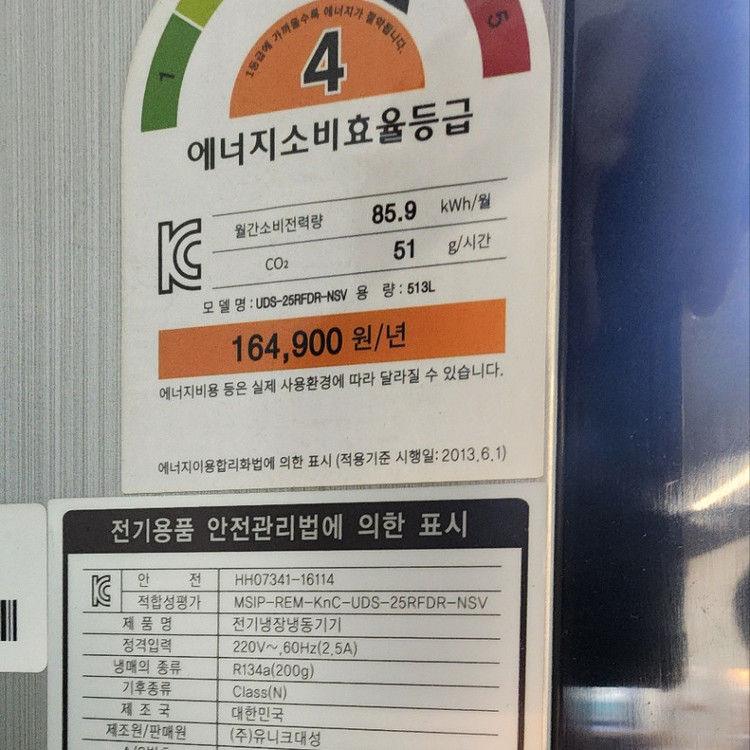 1
5
1등급에 가까울수록 에너지가 절약됩니다.
4
에너지소비효율등급
월간소비전력량 85.9 kWh/월
CO₂ 51 g/시간
모 델 명 : UDS-25RFDR-NSV 용 량 : 513L
164,900 원/년
에너지비용 등은 실제 사용환경에 따라 달라질 수 있습니다.
에너지이용합리화법에 의한 표시 (적용기준 시행일: 2013.6.1)
전기용품 안전관리법에 의한 표시
안 전 HH07341-16114
적합성평가 MSIP-REM-KnC-UDS-25RFDR-NSV
제 품 명 전기냉장냉동기기
정격입력 220V~,60Hz(2,5A)
냉매의 종류 R134a(200g)
기후종류 Class(N)
제 조 국 대한민국
제조원/판매원 (주)유니크대성